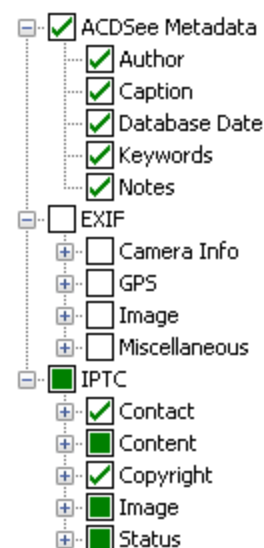 ACDSee Metadata
Author
Caption
Database Date
Keywords
Notes
EXIF
Camera Info
GPS
Image
Miscellaneous
IPTC
Contact
Content
Copyright
Image
Status